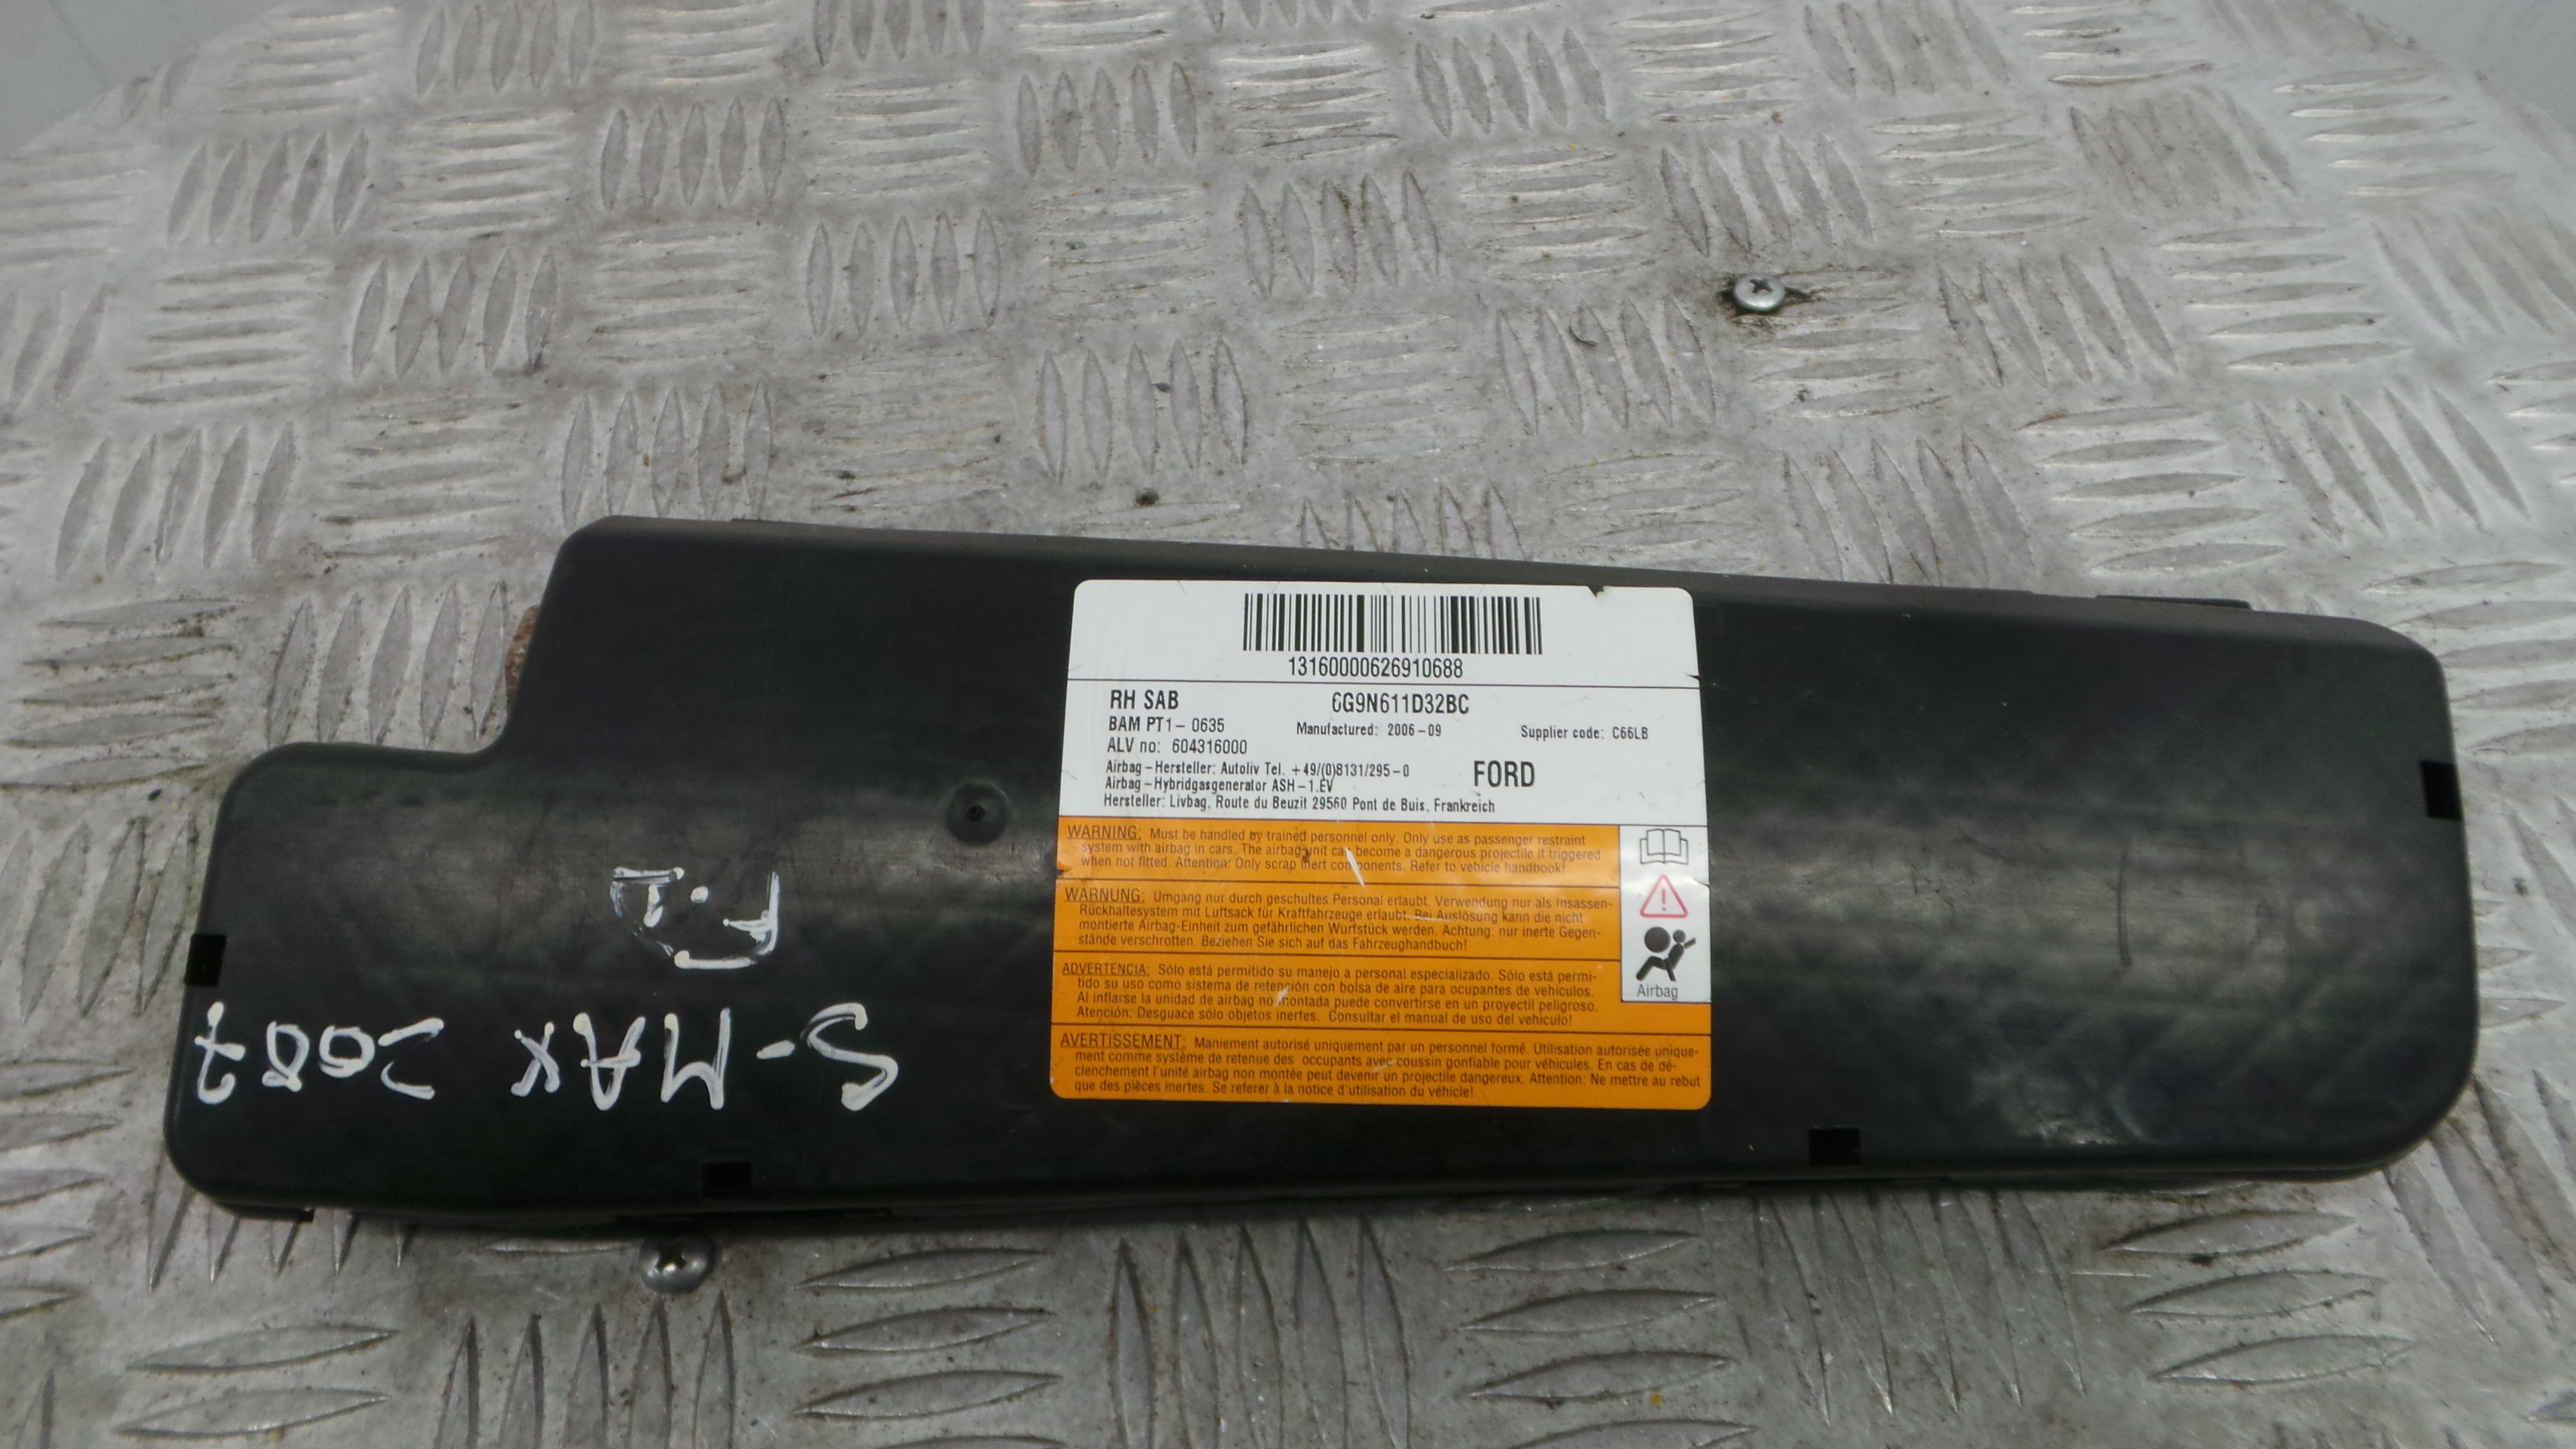 13160000626910688
RH SAB 6G9N611D32BC
BAM PT1-0635 Manufactured: 2006-09 Supplier code: C66LB
ALV no: 604316000
Airbag-Hersteller: Autoliv Tel. +49/(0)8131/295-0 FORD
Airbag-Hybridgasgenerator ASH-1.EV
Hersteller: Livbag, Route du Beuzit 29560 Pont de Buis, Frankreich
WARNING: Must be handled by trained personnel only. Only use as passenger restraint
system with airbag in cars. The airbag unit can become a dangerous projectile if triggered
when not fitted. Attention: Only scrap inert components. Refer to vehicle handbook!
WARNUNG: Umgang nur durch geschultes Personal erlaubt. Verwendung nur als Insassen-
Rückhaltesystem mit Luftsack für Kraftfahrzeuge erlaubt. Bei Auslösung kann die nicht
montierte Airbag-Einheit zum gefährlichen Wurfstück werden. Achtung: nur inerte Gegen-
stände verschrotten. Beziehen Sie sich auf das Fahrzeughandbuch!
ADVERTENCIA: Sólo está permitido su manejo a personal especializado. Sólo está permi-
tido su uso como sistema de retención con bolsa de aire para ocupantes de vehículos.
Al inflarse la unidad de airbag no montada puede convertirse en un proyectil peligroso.
Atención: Desguace sólo objetos inertes. Consultar el manual de uso del vehículo!
AVERTISSEMENT: Maniement autorisé uniquement par un personnel formé. Utilisation autorisée unique-
ment comme système de retenue des occupants avec coussin gonflable pour véhicules. En cas de dé-
clenchement l'unité airbag non montée peut devenir un projectile dangereux. Attention: Ne mettre au rebut
que des pièces inertes. Se referer à la notice d'utilisation du véhicle!
Airbag
S-MAX 2007